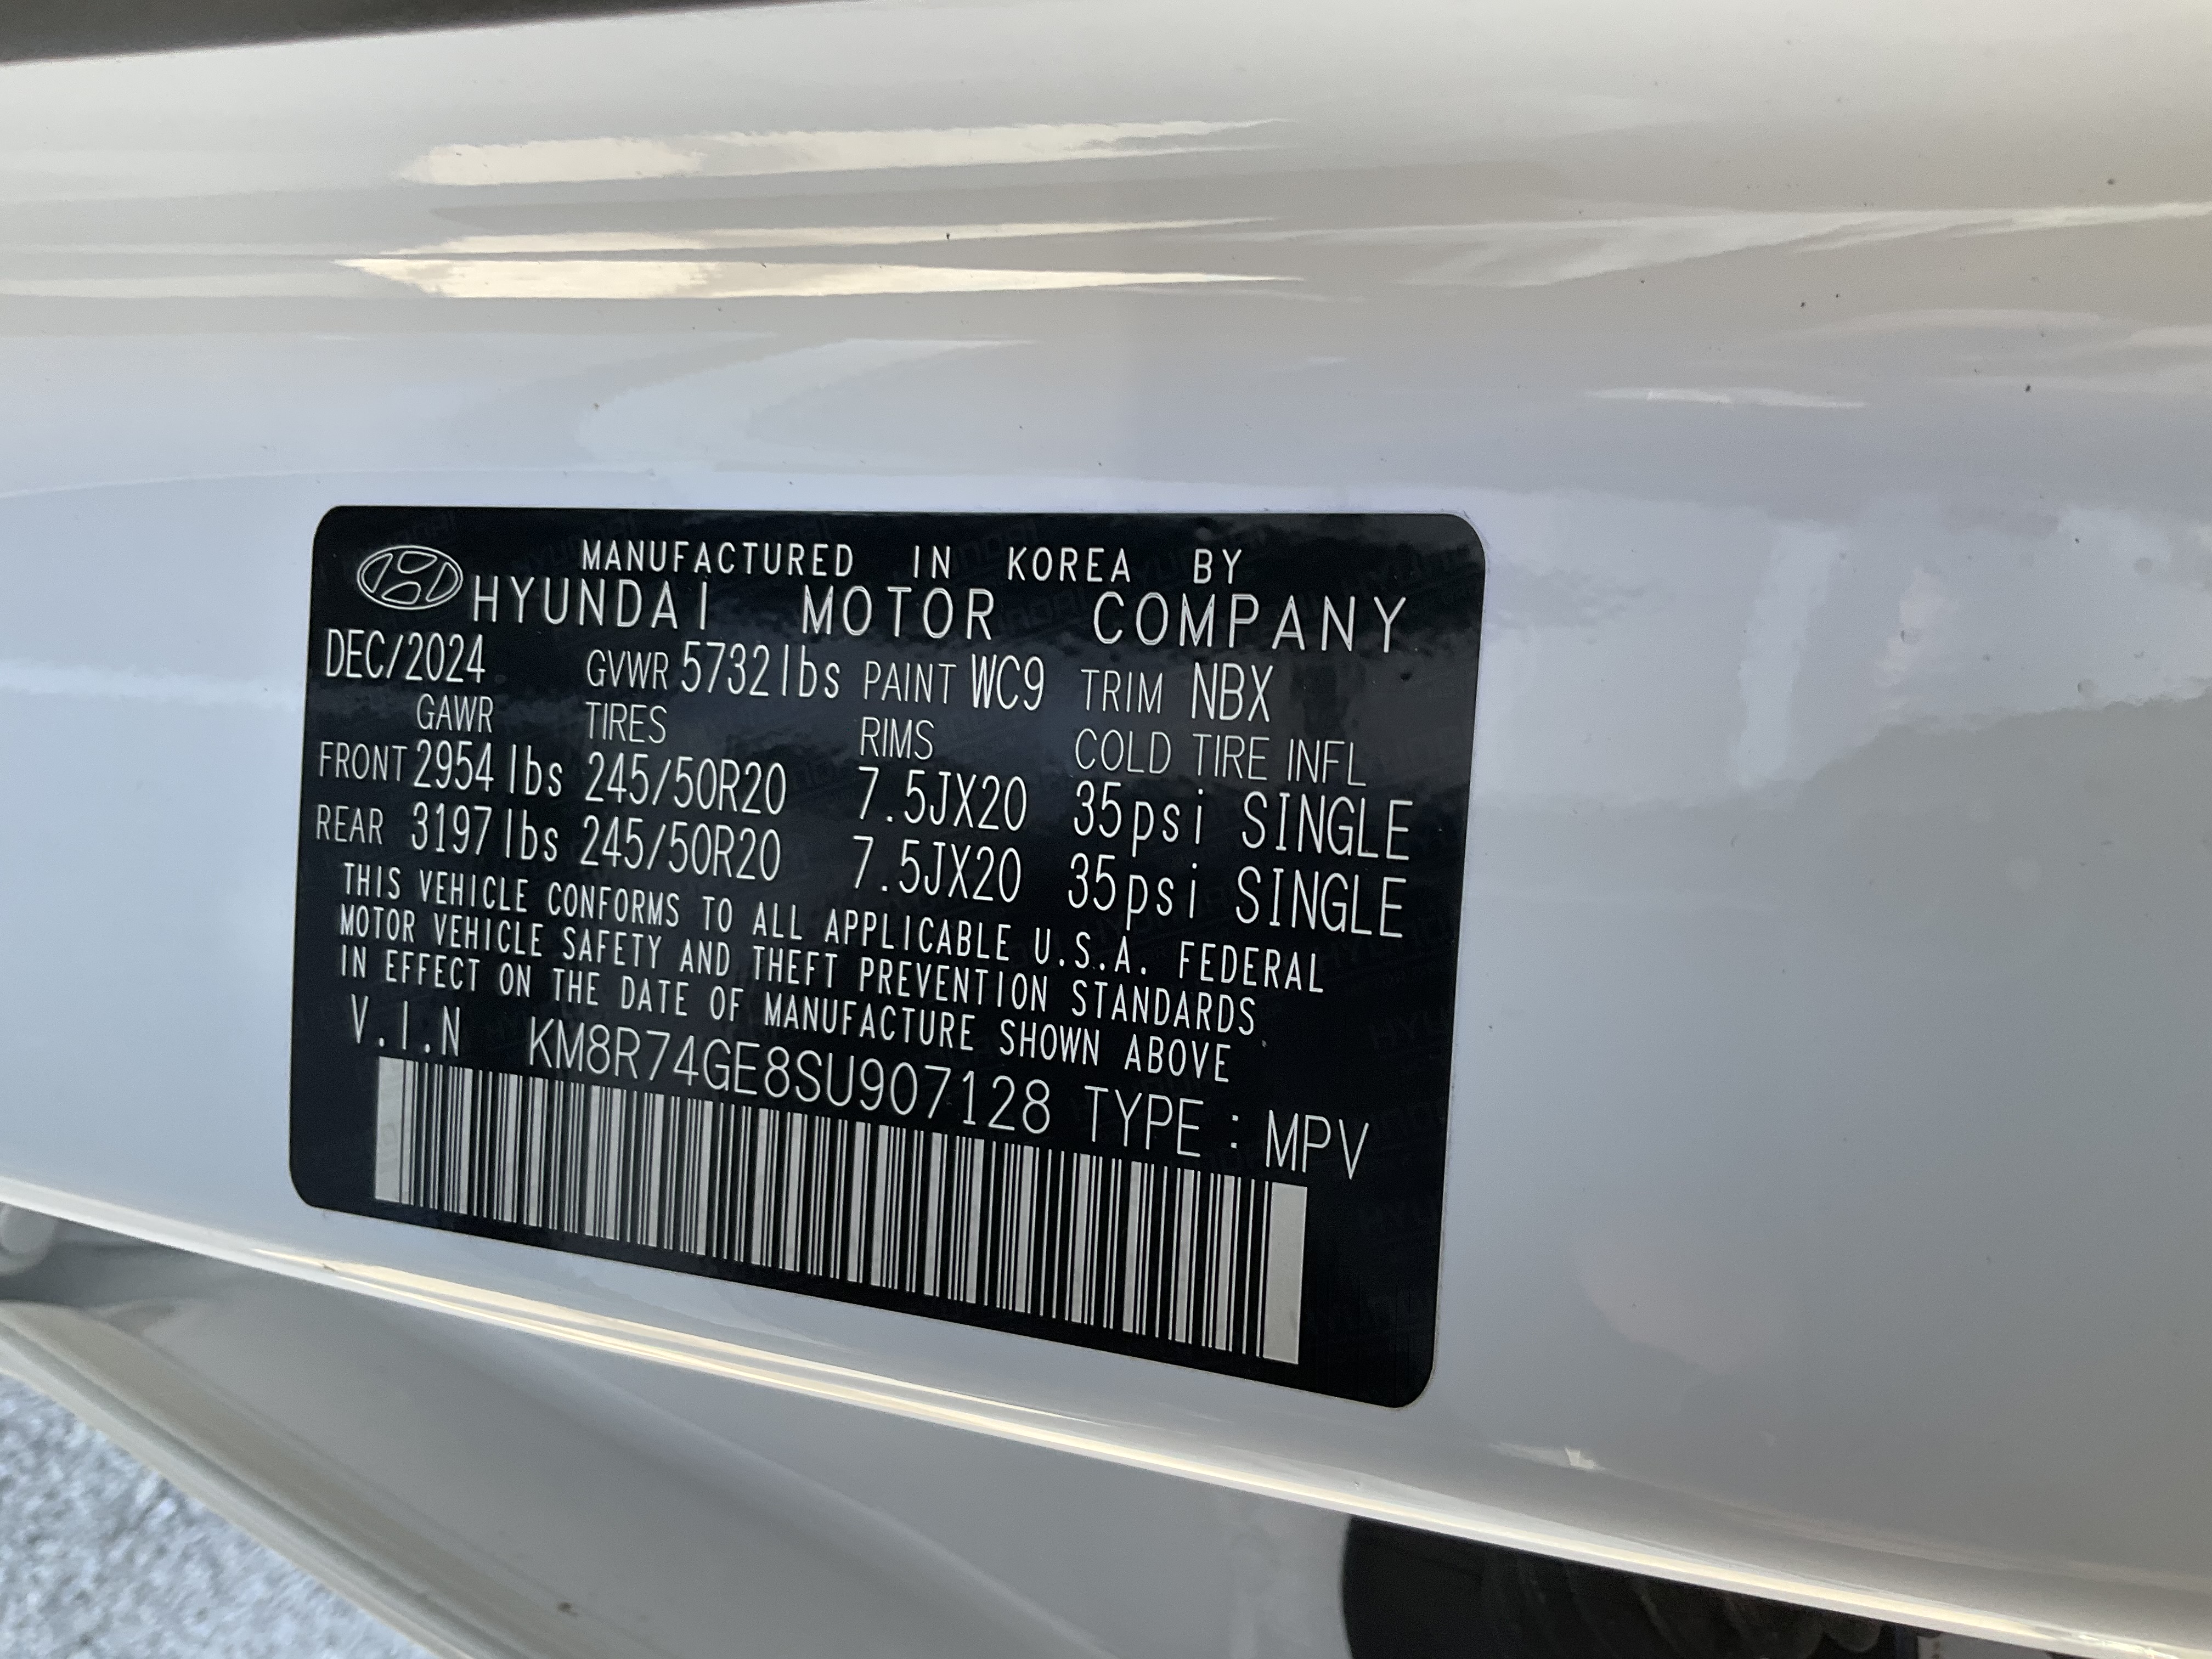 MANUFACTURED IN KOREA BY
HYUNDAI MOTOR COMPANY
DEC/2024 GVWR 5732lbs PAINT WC9 TRIM NBX
GAWR TIRES RIMS COLD TIRE INFL
FRONT 2954lbs 245/50R20 7.5JX20 35psi SINGLE
REAR 3197lbs 245/50R20 7.5JX20 35psi SINGLE
THIS VEHICLE CONFORMS TO ALL APPLICABLE U.S.A. FEDERAL
MOTOR VEHICLE SAFETY AND THEFT PREVENTION STANDARDS
IN EFFECT ON THE DATE OF MANUFACTURE SHOWN ABOVE
V.I.N KM8R74GE8SU907128 TYPE : MPV